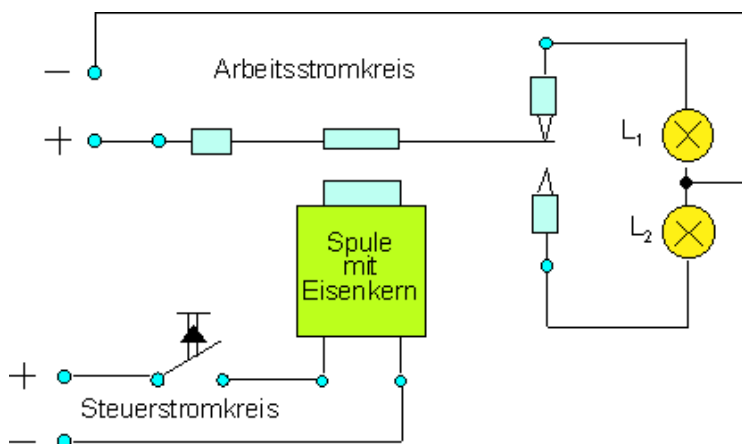 − Arbeitsstromkreis
+
L₁
L₂
Spule
mit
Eisenkern
+
Steuerstromkreis
−